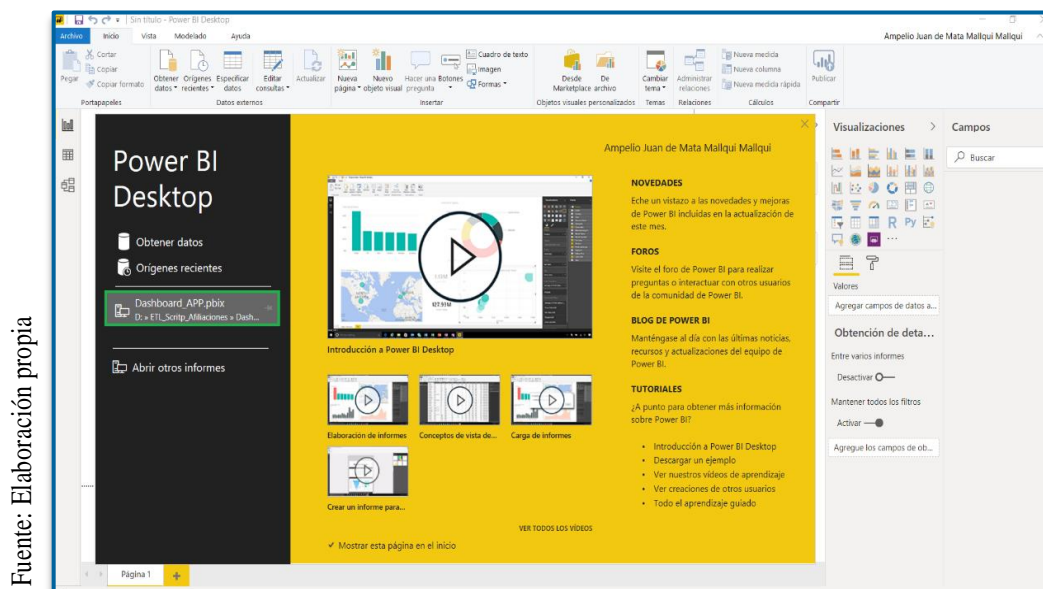 Sin título - Power BI Desktop
Archivo Inicio Vista Modelado Ayuda
Ampelio Juan de Mata Mallqui Mallqui
Pegar
Cortar
Copiar
Copiar formato
Portapapeles
Obtener datos
Orígenes recientes
Especificar datos
Editar consultas
Datos externos
Actualizar
Nueva página
Nuevo objeto visual
Hacer una pregunta
Botones
Cuadro de texto
Imagen
Formas
Insertar
Desde Marketplace
De archivo
Objetos visuales personalizados
Cambiar tema
Temas
Administrar relaciones
Relaciones
Nueva medida
Nueva columna
Nueva medida rápida
Cálculos
Publicar
Compartir
Power BI
Desktop
Obtener datos
Orígenes recientes
Dashboard_APP.pbix
D: » ETL_Scritp_Afiliaciones » Dash...
Abrir otros informes
Ampelio Juan de Mata Mallqui Mallqui
Introducción a Power BI Desktop
Elaboración de informes
Conceptos de vista de...
Carga de informes
Crear un informe para...
VER TODOS LOS VÍDEOS
Mostrar esta página en el inicio
NOVEDADES
Eche un vistazo a las novedades y mejoras
de Power BI incluidas en la actualización de
este mes.
FOROS
Visite el foro de Power BI para realizar
preguntas o interactuar con otros usuarios
de la comunidad de Power BI.
BLOG DE POWER BI
Manténgase al día con las últimas noticias,
recursos y actualizaciones del equipo de
Power BI.
TUTORIALES
¿A punto para obtener más información
sobre Power BI?
• Introducción a Power BI Desktop
• Descargar un ejemplo
• Ver nuestros vídeos de aprendizaje
• Ver creaciones de otros usuarios
• Todo el aprendizaje guiado
Visualizaciones
R Py
Valores
Agregar campos de datos a...
Obtención de deta...
Entre varios informes
Desactivar
Mantener todos los filtros
Activar
Agregue los campos de ob...
Campos
Buscar
Página 1
Fuente: Elaboración propia